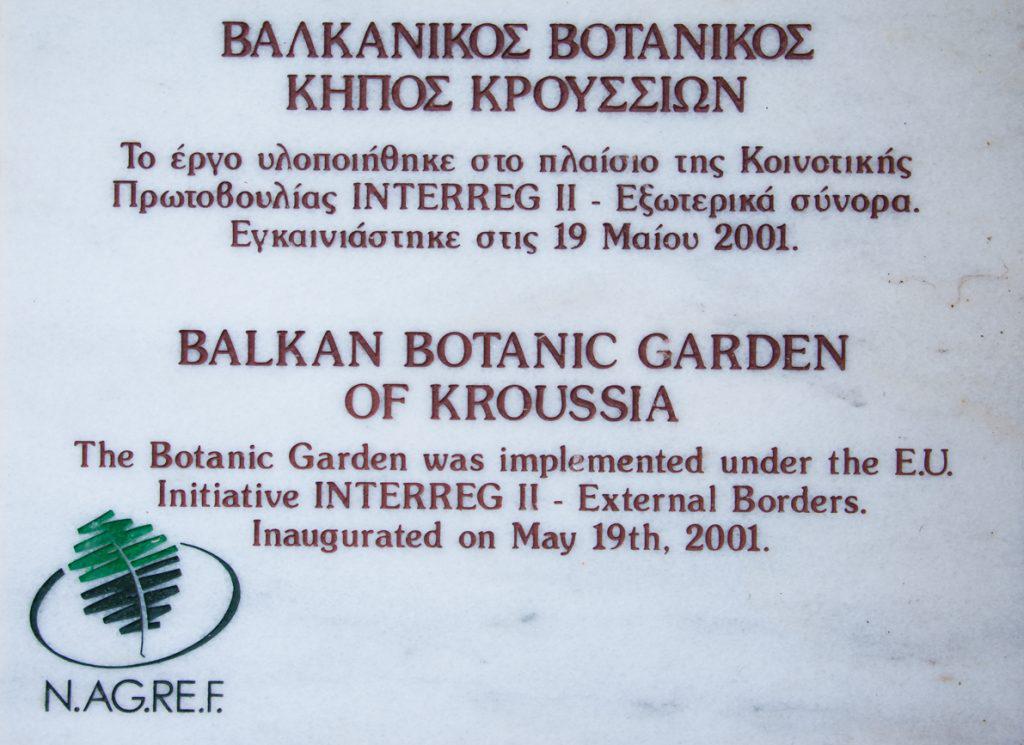 ΒΑΛΚΑΝΙΚΟΣ ΒΟΤΑΝΙΚΟΣ
ΚΗΠΟΣ ΚΡΟΥΣΣΙΩΝ
Το έργο υλοποιήθηκε στο πλαίσιο της Κοινοτικής
Πρωτοβουλίας INTERREG II - Εξωτερικά σύνορα.
Εγκαινιάστηκε στις 19 Μαίου 2001.
BALKAN BOTANIC GARDEN
OF KROUSSIA
The Botanic Garden was implemented under the E.U.
Initiative INTERREG II - External Borders.
Inaugurated on May 19th, 2001.
N.AG.RE.F.